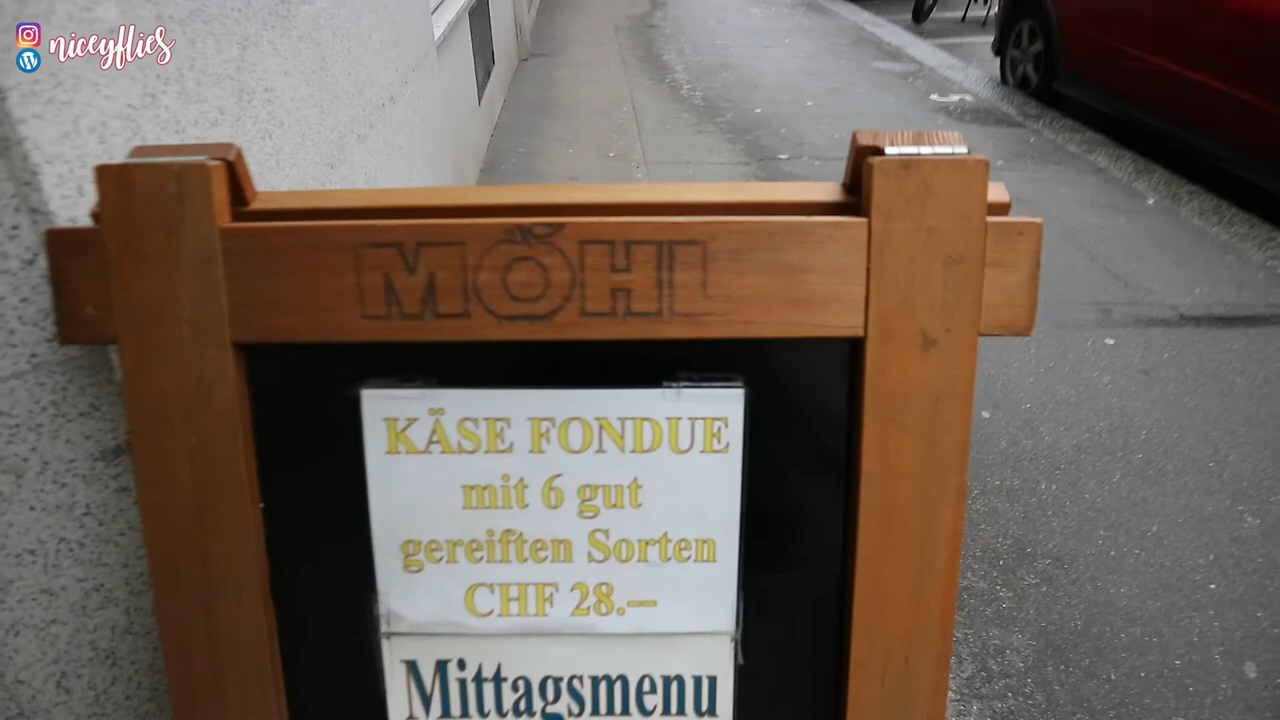 niceyflies
MÖHL
KÄSE FONDUE
mit 6 gut
gereiften Sorten
CHF 28.—
Mittagsmenu